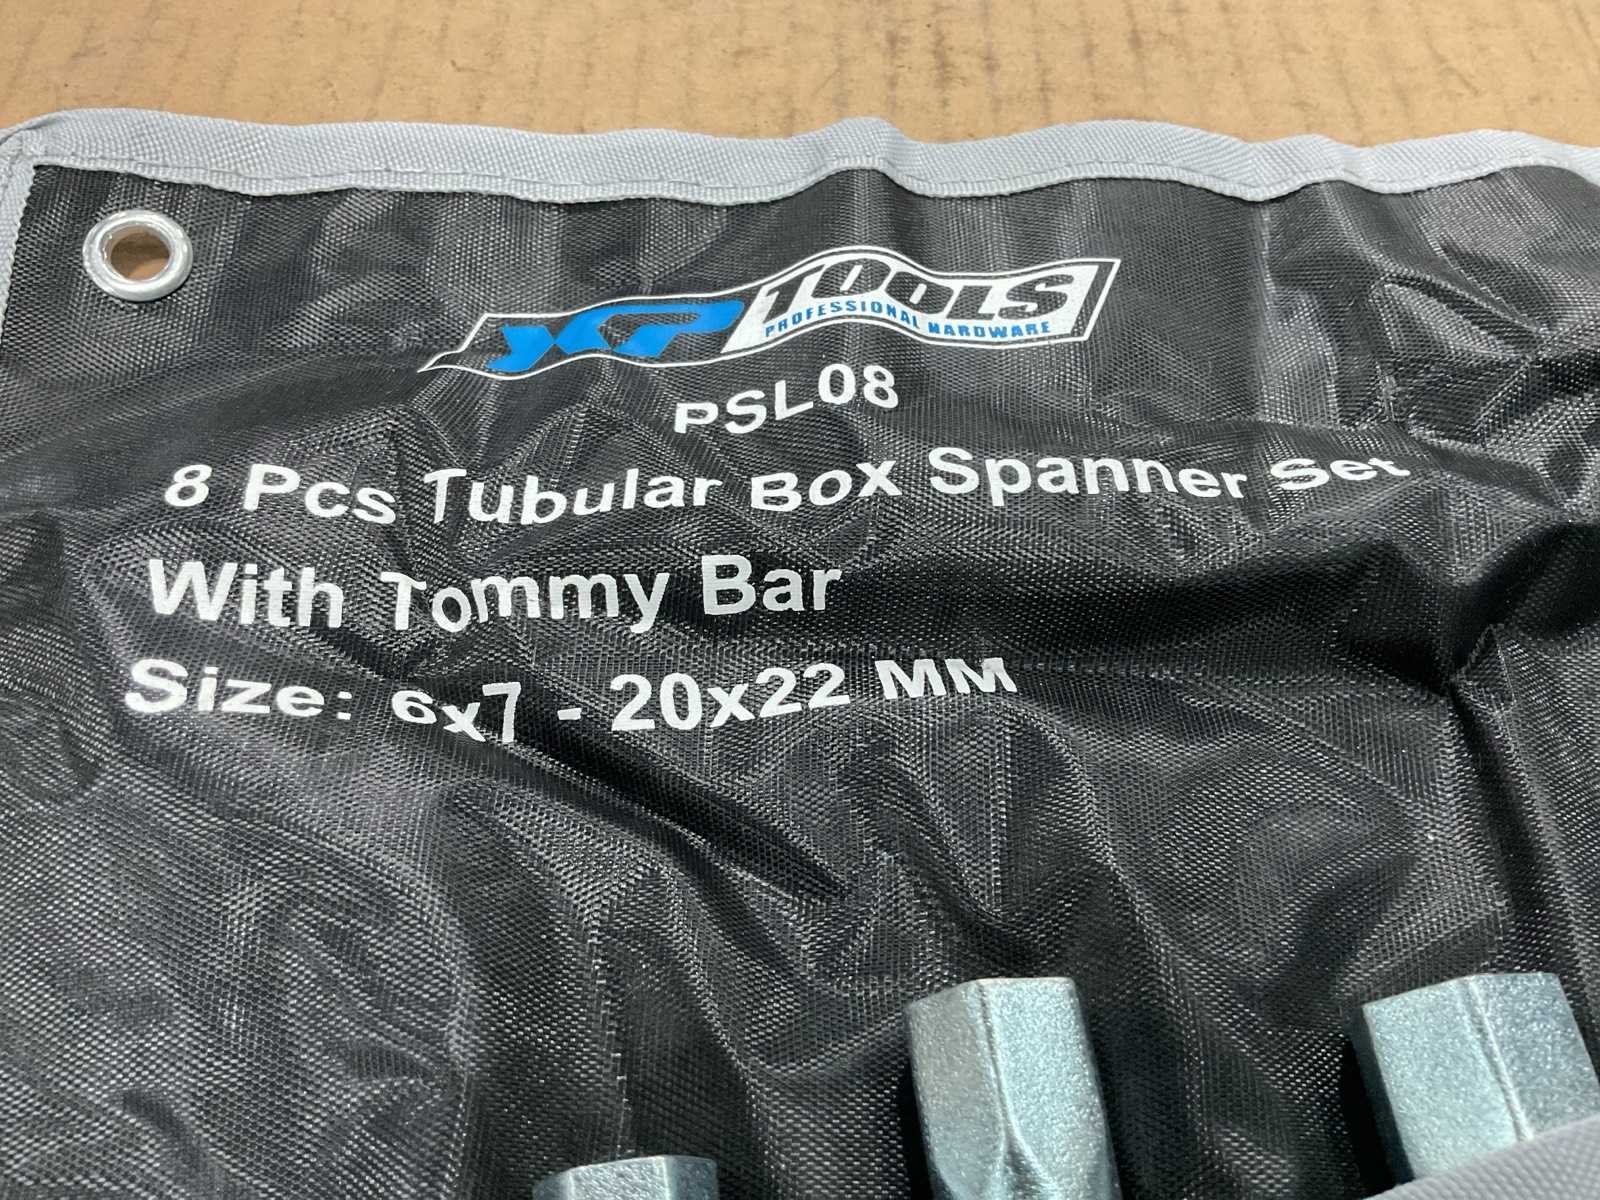 XP TOOLS
PROFESSIONAL HARDWARE
PSL08
8 Pcs Tubular Box Spanner Set
With Tommy Bar
Size: 6x7 - 20x22 MM